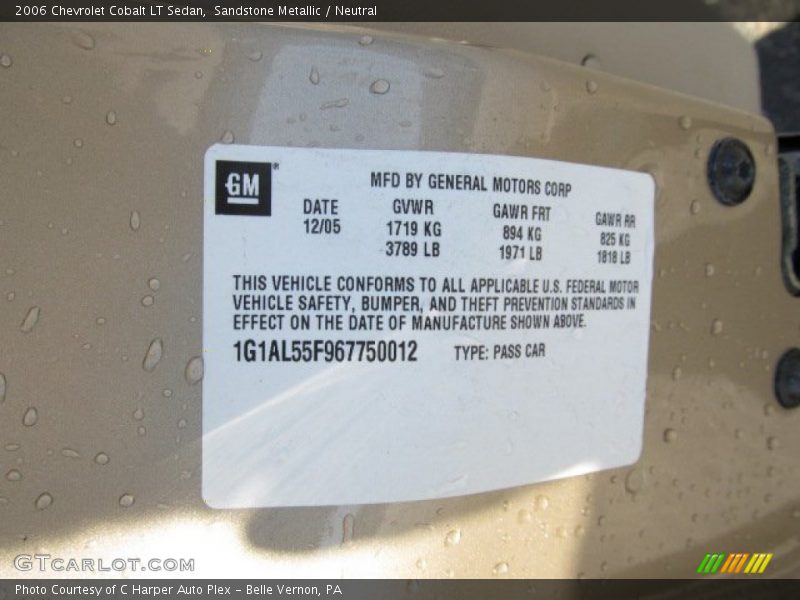 2006 Chevrolet Cobalt LT Sedan, Sandstone Metallic / Neutral
GM®
MFD BY GENERAL MOTORS CORP
DATE GVWR GAWR FRT GAWR RR
12/05 1719 KG 894 KG 825 KG
3789 LB 1971 LB 1818 LB
THIS VEHICLE CONFORMS TO ALL APPLICABLE U.S. FEDERAL MOTOR
VEHICLE SAFETY, BUMPER, AND THEFT PREVENTION STANDARDS IN
EFFECT ON THE DATE OF MANUFACTURE SHOWN ABOVE.
1G1AL55F967750012 TYPE: PASS CAR
GTCARLOT.COM
Photo Courtesy of C Harper Auto Plex – Belle Vernon, PA